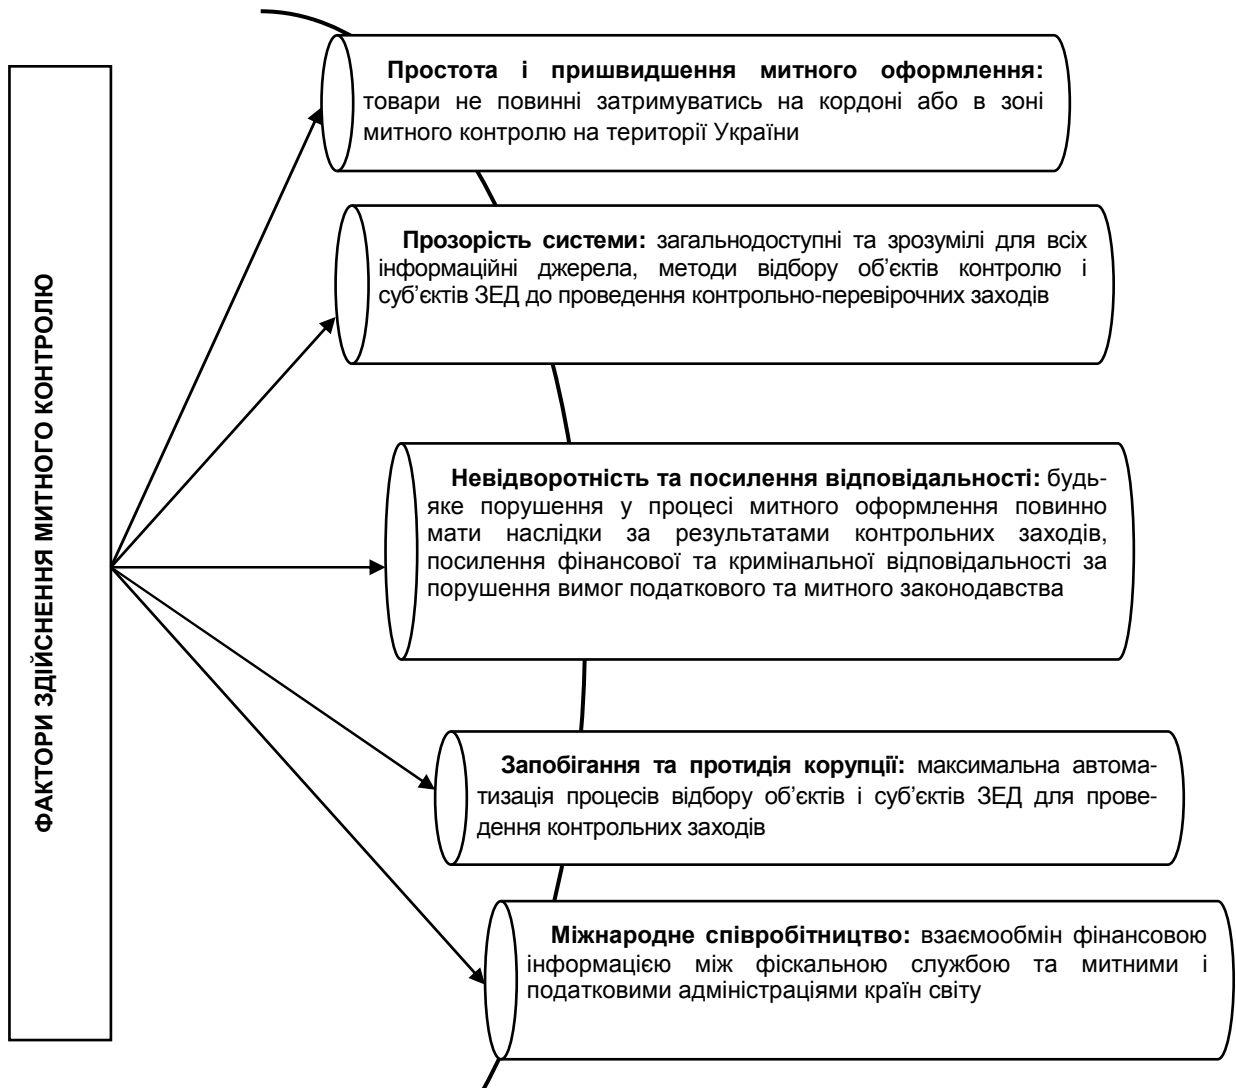 ФАКТОРИ ЗДІЙСНЕННЯ МИТНОГО КОНТРОЛЮ
Простота і пришвидшення митного оформлення:
товари не повинні затримуватись на кордоні або в зоні
митного контролю на території України
Прозорість системи: загальнодоступні та зрозумілі для всіх
інформаційні джерела, методи відбору об’єктів контролю і
суб’єктів ЗЕД до проведення контрольно-перевірочних заходів
Невідворотність та посилення відповідальності: будь-
яке порушення у процесі митного оформлення повинно
мати наслідки за результатами контрольних заходів,
посилення фінансової та кримінальної відповідальності за
порушення вимог податкового та митного законодавства
Запобігання та протидія корупції: максимальна автома-
тизація процесів відбору об’єктів і суб’єктів ЗЕД для прове-
дення контрольних заходів
Міжнародне співробітництво: взаємообмін фінансовою
інформацією між фіскальною службою та митними і
податковими адміністраціями країн світу